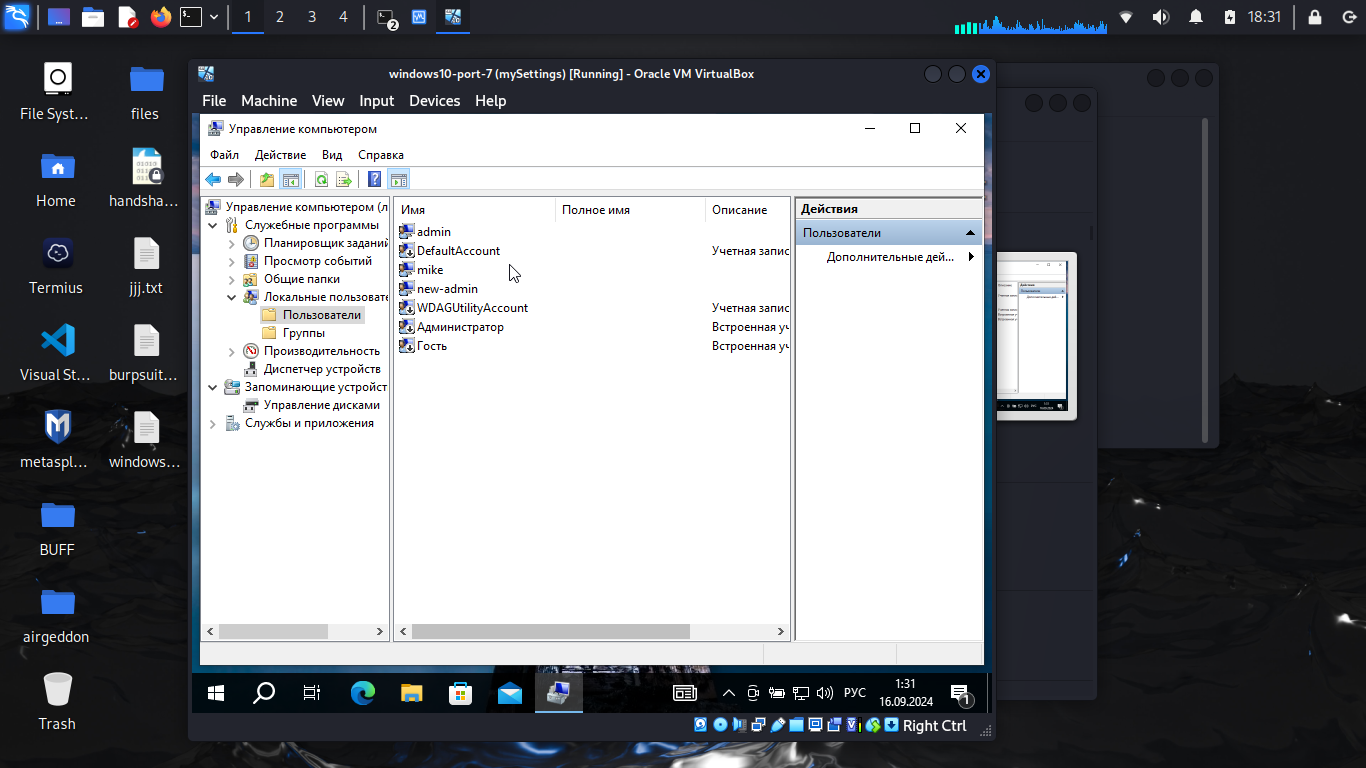 1 2 3 4 2 18:31
File Syst...
files
Home
handsha...
Termius
jjj.txt
Visual St...
burpsuit...
metaspl...
windows...
BUFF
airgeddon
Trash
windows10-port-7 (mySettings) [Running] - Oracle VM VirtualBox
File Machine View Input Devices Help
Управление компьютером
Файл Действие Вид Справка
Управление компьютером (л
Служебные программы
Планировщик заданий
Просмотр событий
Общие папки
Локальные пользовате
Пользователи
Группы
Производительность
Диспетчер устройств
Запоминающие устройст
Управление дисками
Службы и приложения
Имя Полное имя Описание
admin
DefaultAccount Учетная запис
mike
new-admin
WDAGUtilityAccount Учетная запис
Администратор Встроенная уч
Гость Встроенная уч
Действия
Пользователи
Дополнительные дей...
РУС
1:31
16.09.2024
1
Right Ctrl